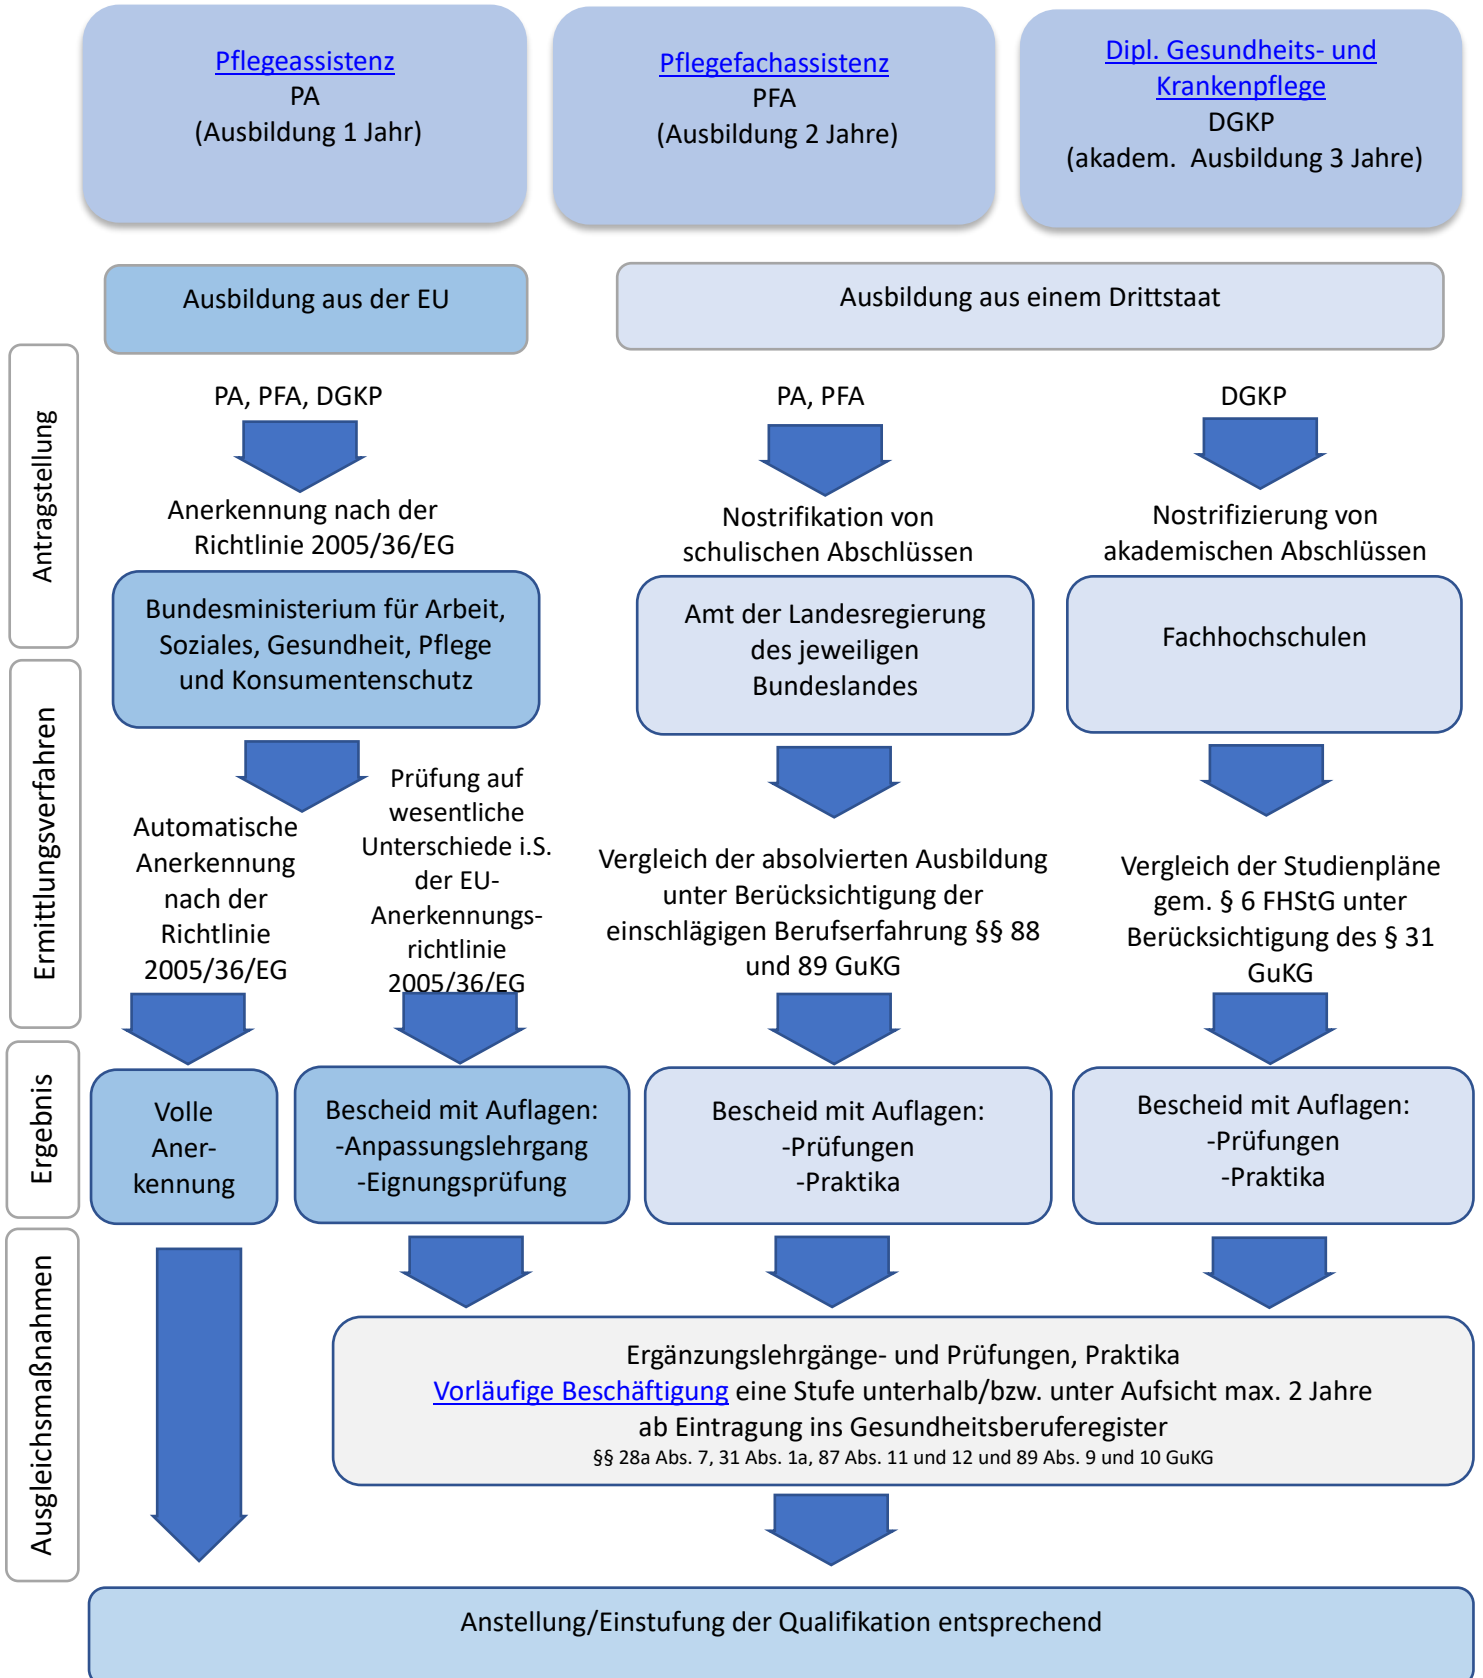 Pflegeassistenz
PA
(Ausbildung 1 Jahr)
Pflegefachassistenz
PFA
(Ausbildung 2 Jahre)
Dipl. Gesundheits- und
Krankenpflege
DGKP
(akadem. Ausbildung 3 Jahre)
Ausbildung aus der EU
Ausbildung aus einem Drittstaat
Antragstellung
PA, PFA, DGKP
Anerkennung nach der
Richtlinie 2005/36/EG
PA, PFA
Nostrifikation von
schulischen Abschlüssen
DGKP
Nostrifizierung von
akademischen Abschlüssen
Bundesministerium für Arbeit,
Soziales, Gesundheit, Pflege
und Konsumentenschutz
Amt der Landesregierung
des jeweiligen
Bundeslandes
Fachhochschulen
Ermittlungsverfahren
Automatische
Anerkennung
nach der
Richtlinie
2005/36/EG
Prüfung auf
wesentliche
Unterschiede i.S.
der EU-
Anerkennungs-
richtlinie
2005/36/EG
Vergleich der absolvierten Ausbildung
unter Berücksichtigung der
einschlägigen Berufserfahrung §§ 88
und 89 GuKG
Vergleich der Studienpläne
gem. § 6 FHStG unter
Berücksichtigung des § 31
GuKG
Ergebnis
Volle
Aner-
kennung
Bescheid mit Auflagen:
-Anpassungslehrgang
-Eignungsprüfung
Bescheid mit Auflagen:
-Prüfungen
-Praktika
Bescheid mit Auflagen:
-Prüfungen
-Praktika
Ausgleichsmaßnahmen
Ergänzungslehrgänge- und Prüfungen, Praktika
Vorläufige Beschäftigung eine Stufe unterhalb/bzw. unter Aufsicht max. 2 Jahre
ab Eintragung ins Gesundheitsberuferegister
§§ 28a Abs. 7, 31 Abs. 1a, 87 Abs. 11 und 12 und 89 Abs. 9 und 10 GuKG
Anstellung/Einstufung der Qualifikation entsprechend